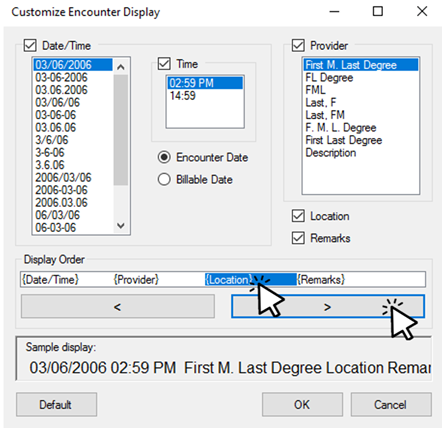 Customize Encounter Display
Date/Time
03/06/2006
03-06-2006
03.06.2006
03/06/06
03-06-06
03.06.06
3/6/06
3-6-06
3.6.06
2006/03/06
2006-03-06
2006.03.06
06/03/06
06-03-06
Time
02:59 PM
14:59
Encounter Date
Billable Date
Provider
First M. Last Degree
FL Degree
FML
Last, F
Last, FM
F. M. L. Degree
First Last Degree
Description
Location
Remarks
Display Order
{Date/Time} {Provider} {Location} {Remarks}
< >
Sample display:
03/06/2006 02:59 PM First M. Last Degree Location Remar
Default OK Cancel